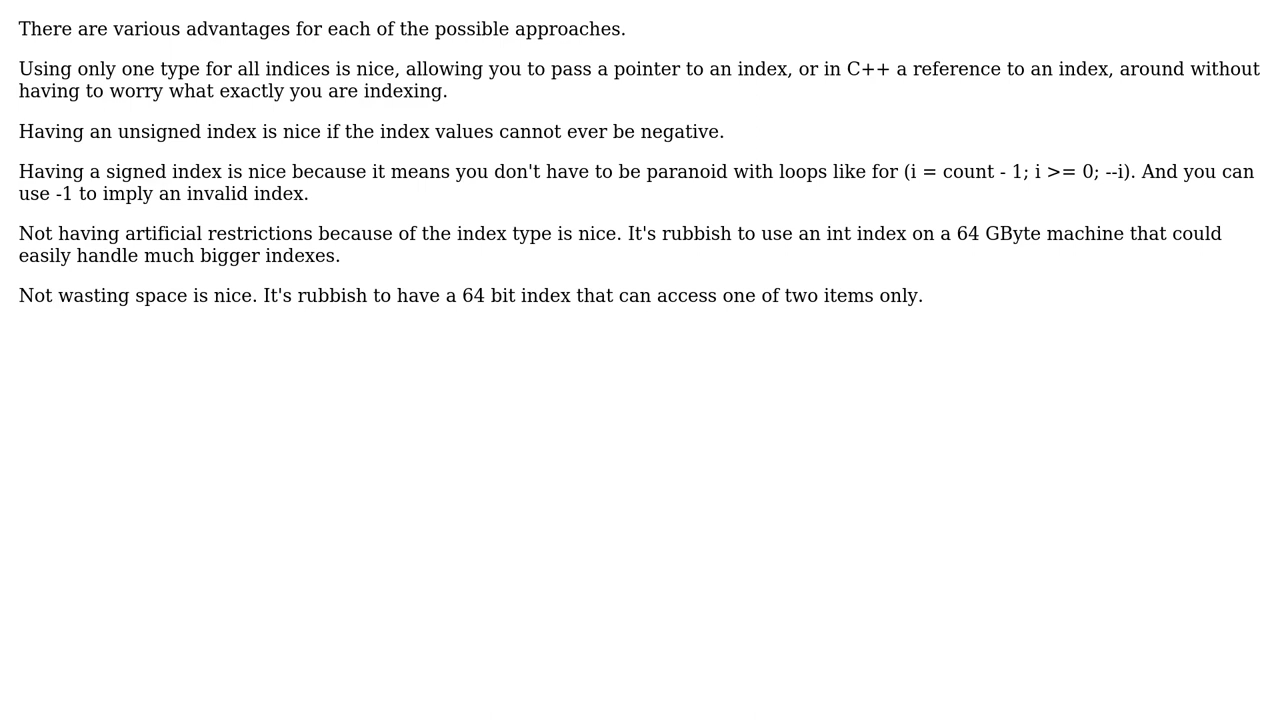 There are various advantages for each of the possible approaches.
Using only one type for all indices is nice, allowing you to pass a pointer to an index, or in C++ a reference to an index, around without
having to worry what exactly you are indexing.
Having an unsigned index is nice if the index values cannot ever be negative.
Having a signed index is nice because it means you don't have to be paranoid with loops like for (i = count - 1; i >= 0; --i). And you can
use -1 to imply an invalid index.
Not having artificial restrictions because of the index type is nice. It's rubbish to use an int index on a 64 GByte machine that could
easily handle much bigger indexes.
Not wasting space is nice. It's rubbish to have a 64 bit index that can access one of two items only.